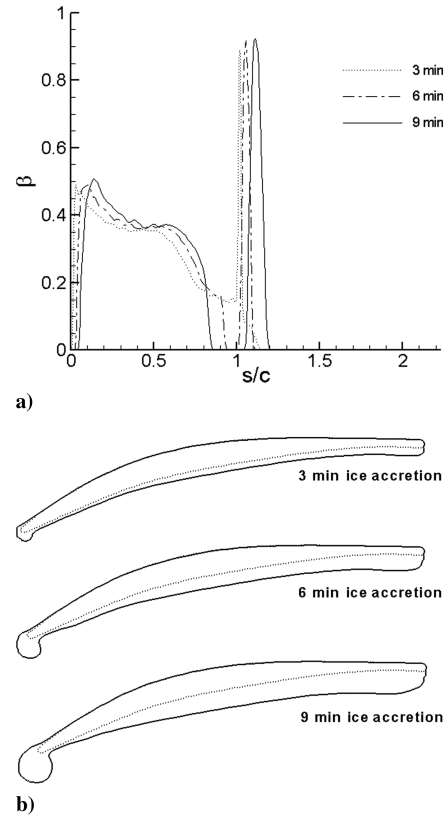 1
0.8
0.6
0.4
0.2
0
β
0 0.5 1 1.5 2
s/c
3 min
6 min
9 min
a)
3 min ice accretion
6 min ice accretion
9 min ice accretion
b)